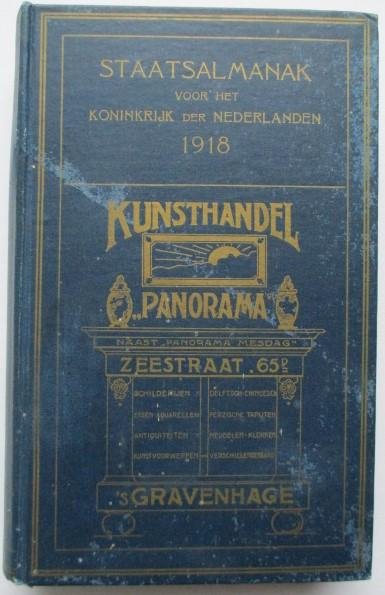 STAATSALMANAK
VOOR HET
KONINKRIJK DER NEDERLANDEN
1918
KUNSTHANDEL
„PANORAMA"
NAAST „PANORAMA MESDAG"
ZEESTRAAT 65D
SCHILDERIJEN
ETSEN AQUARELLEN
ANTIQUITEITEN
KUNSTVOORWERPEN
DELFTSCH-CHINEESCH
PERZISCHE TAPIJTEN
MEUBELEN-KLOKKEN
'S GRAVENHAGE